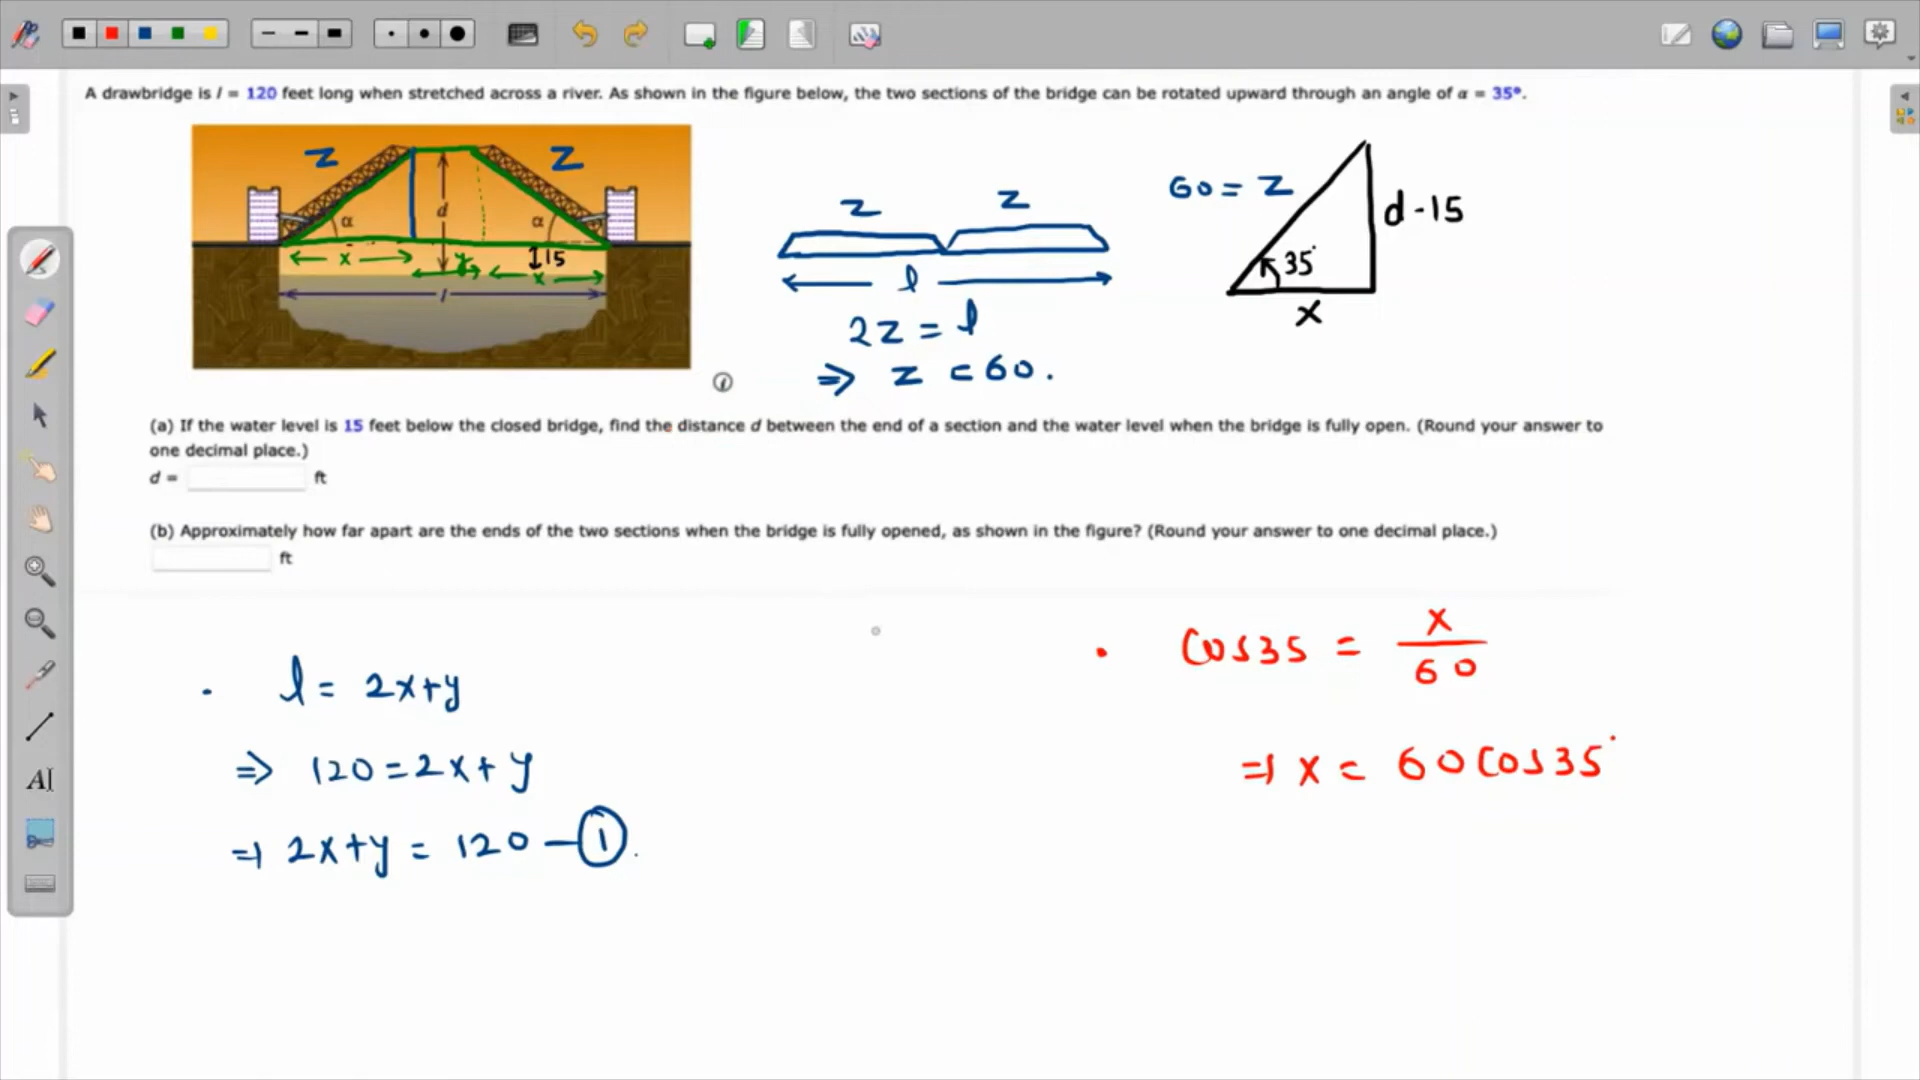 A drawbridge is l = 120 feet long when stretched across a river. As shown in the figure below, the two sections of the bridge can be rotated upward through an angle of α = 35°.
Z Z
α d α
x y x 15
l
Z Z
l
2Z = l
⇒ Z = 60.
60 = Z
d - 15
35°
x
(a) If the water level is 15 feet below the closed bridge, find the distance d between the end of a section and the water level when the bridge is fully open. (Round your answer to
one decimal place.)
d = ft
(b) Approximately how far apart are the ends of the two sections when the bridge is fully opened, as shown in the figure? (Round your answer to one decimal place.)
ft
. l = 2x+y
⇒ 120 = 2x+y
⇒ 2x+y = 120 — ①.
. Cos35 = x/60
⇒ x = 60 Cos35°
AI